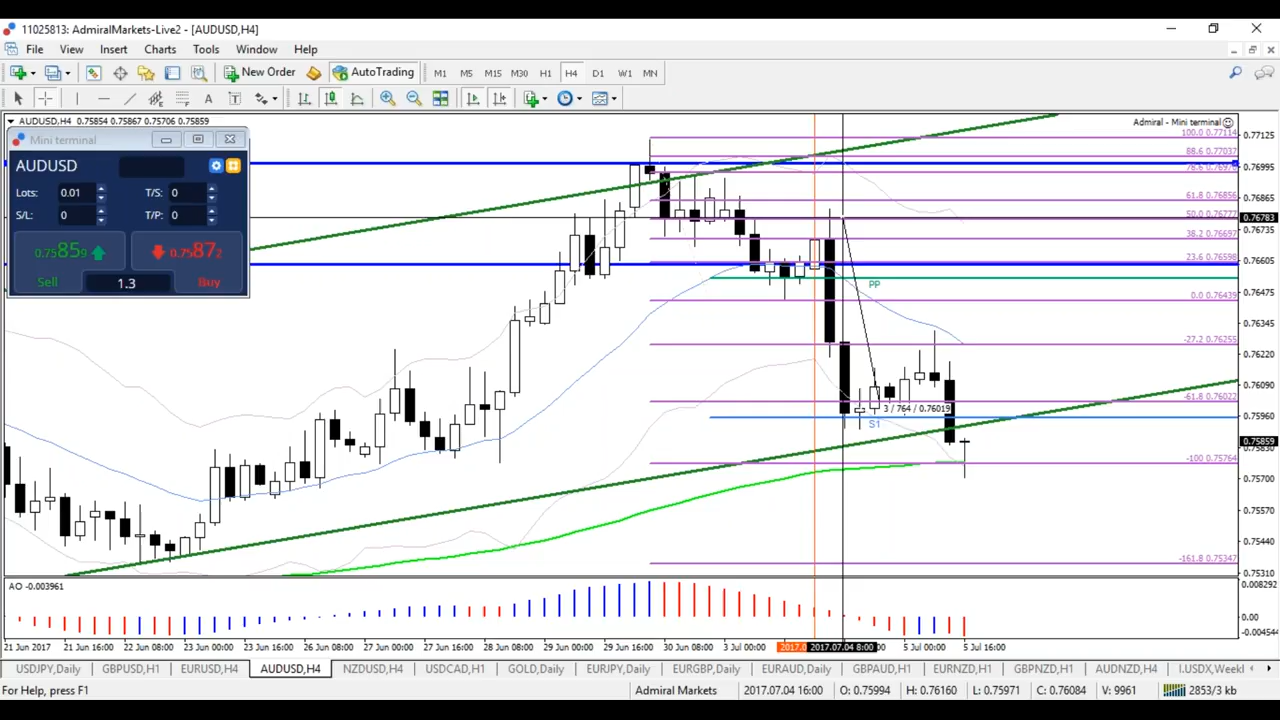 11025813: AdmiralMarkets-Live2 - [AUDUSD,H4]
File View Insert Charts Tools Window Help
New Order AutoTrading M1 M5 M15 M30 H1 H4 D1 W1 MN
AUDUSD,H4 0.75854 0.75867 0.75706 0.75859
Admiral - Mini terminal
Mini terminal
AUDUSD
Lots: 0.01 T/S: 0
S/L: 0 T/P: 0
0.75859 0.75872
Sell 1.3 Buy
100.0 0.77114
88.6 0.77037
61.8 0.76856
50.0 0.76777
38.2 0.76697
23.6 0.76598
PP
0.0 0.76439
-27.2 0.76255
-61.8 0.76022
3 / 764 / 0.76019
S1
-100 0.75764
-161.8 0.75347
0.77125
0.76995
0.76865
0.76783
0.76735
0.76605
0.76475
0.76345
0.76220
0.76090
0.75960
0.75859
0.75830
0.75700
0.75570
0.75440
0.75310
AO -0.003961
0.008292
0.00
-0.004544
21 Jun 2017 21 Jun 16:00 22 Jun 08:00 23 Jun 00:00 23 Jun 16:00 26 Jun 08:00 27 Jun 00:00 27 Jun 16:00 28 Jun 08:00 29 Jun 00:00 29 Jun 16:00 30 Jun 08:00 3 Jul 00:00 2017.0 2017.07.04 8:00 5 Jul 00:00 5 Jul 16:00
USDJPY,Daily GBPUSD,H1 EURUSD,H4 AUDUSD,H4 NZDUSD,H4 USDCAD,H1 GOLD,Daily EURJPY,Daily EURGBP,Daily EURAUD,Daily GBPAUD,H1 EURNZD,H1 GBPNZD,H1 AUDNZD,H4 I.USDX,Weekl
For Help, press F1 Admiral Markets 2017.07.04 16:00 O: 0.75994 H: 0.76160 L: 0.75971 C: 0.76084 V: 9961 2853/3 kb